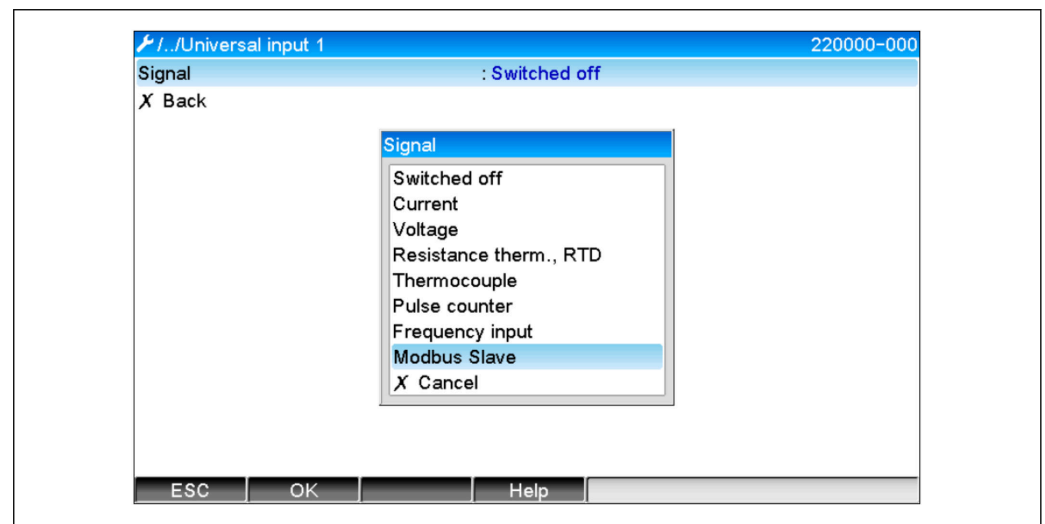 /../Universal input 1 220000-000
Signal : Switched off
X Back
Signal
Switched off
Current
Voltage
Resistance therm., RTD
Thermocouple
Pulse counter
Frequency input
Modbus Slave
X Cancel
ESC OK Help